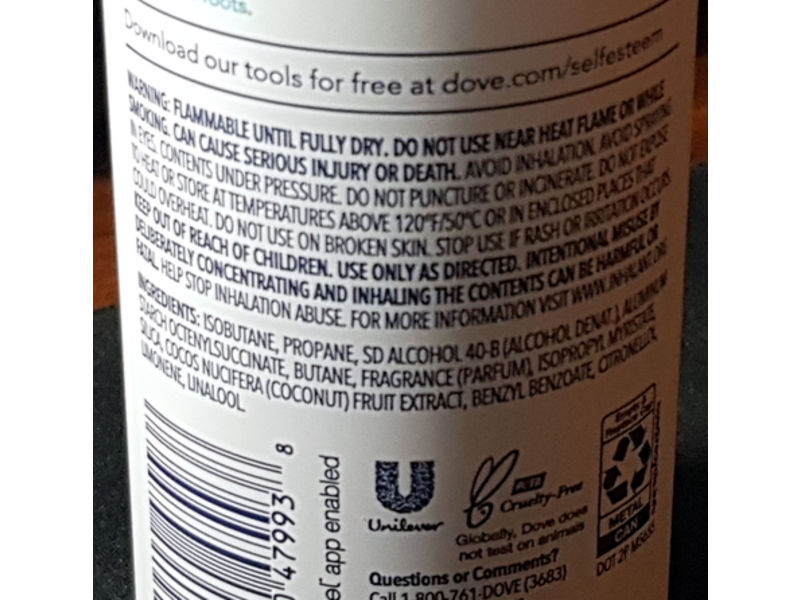 roots.
Download our tools for free at dove.com/selfesteem
WARNING: FLAMMABLE UNTIL FULLY DRY. DO NOT USE NEAR HEAT FLAME OR WHILE
SMOKING. CAN CAUSE SERIOUS INJURY OR DEATH. AVOID INHALATION. AVOID SPRAYING
IN EYES. CONTENTS UNDER PRESSURE. DO NOT PUNCTURE OR INCINERATE. DO NOT EXPOSE
TO HEAT OR STORE AT TEMPERATURES ABOVE 120°F/50°C OR IN ENCLOSED PLACES THAT
COULD OVERHEAT. DO NOT USE ON BROKEN SKIN. STOP USE IF RASH OR IRRITATION OCCURS.
KEEP OUT OF REACH OF CHILDREN. USE ONLY AS DIRECTED. INTENTIONAL MISUSE BY
DELIBERATELY CONCENTRATING AND INHALING THE CONTENTS CAN BE HARMFUL OR
FATAL. HELP STOP INHALATION ABUSE. FOR MORE INFORMATION VISIT WWW.INHALANT.ORG.
INGREDIENTS: ISOBUTANE, PROPANE, SD ALCOHOL 40-B (ALCOHOL DENAT.), ALUMINUM
STARCH OCTENYLSUCCINATE, BUTANE, FRAGRANCE (PARFUM), ISOPROPYL MYRISTATE,
SILICA, COCOS NUCIFERA (COCONUT) FRUIT EXTRACT, BENZYL BENZOATE, CITRONELLOL,
LIMONENE, LINALOOL.
47993 8
app enabled
Unilever
Cruelty-Free
Globally, Dove does
not test on animals
Empty &
Replace Cap
METAL
CAN
DOT 2P
Questions or Comments?
Call 1-800-761-DOVE (3683)